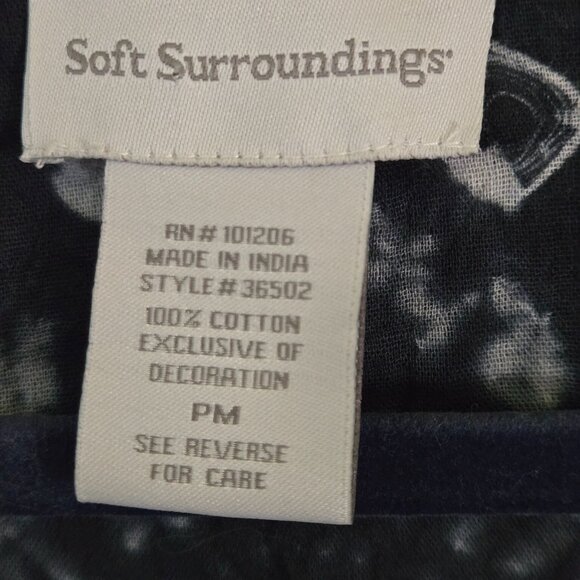 Soft Surroundings
RN# 101206
MADE IN INDIA
STYLE#36502
100% COTTON
EXCLUSIVE OF
DECORATION
PM
SEE REVERSE
FOR CARE